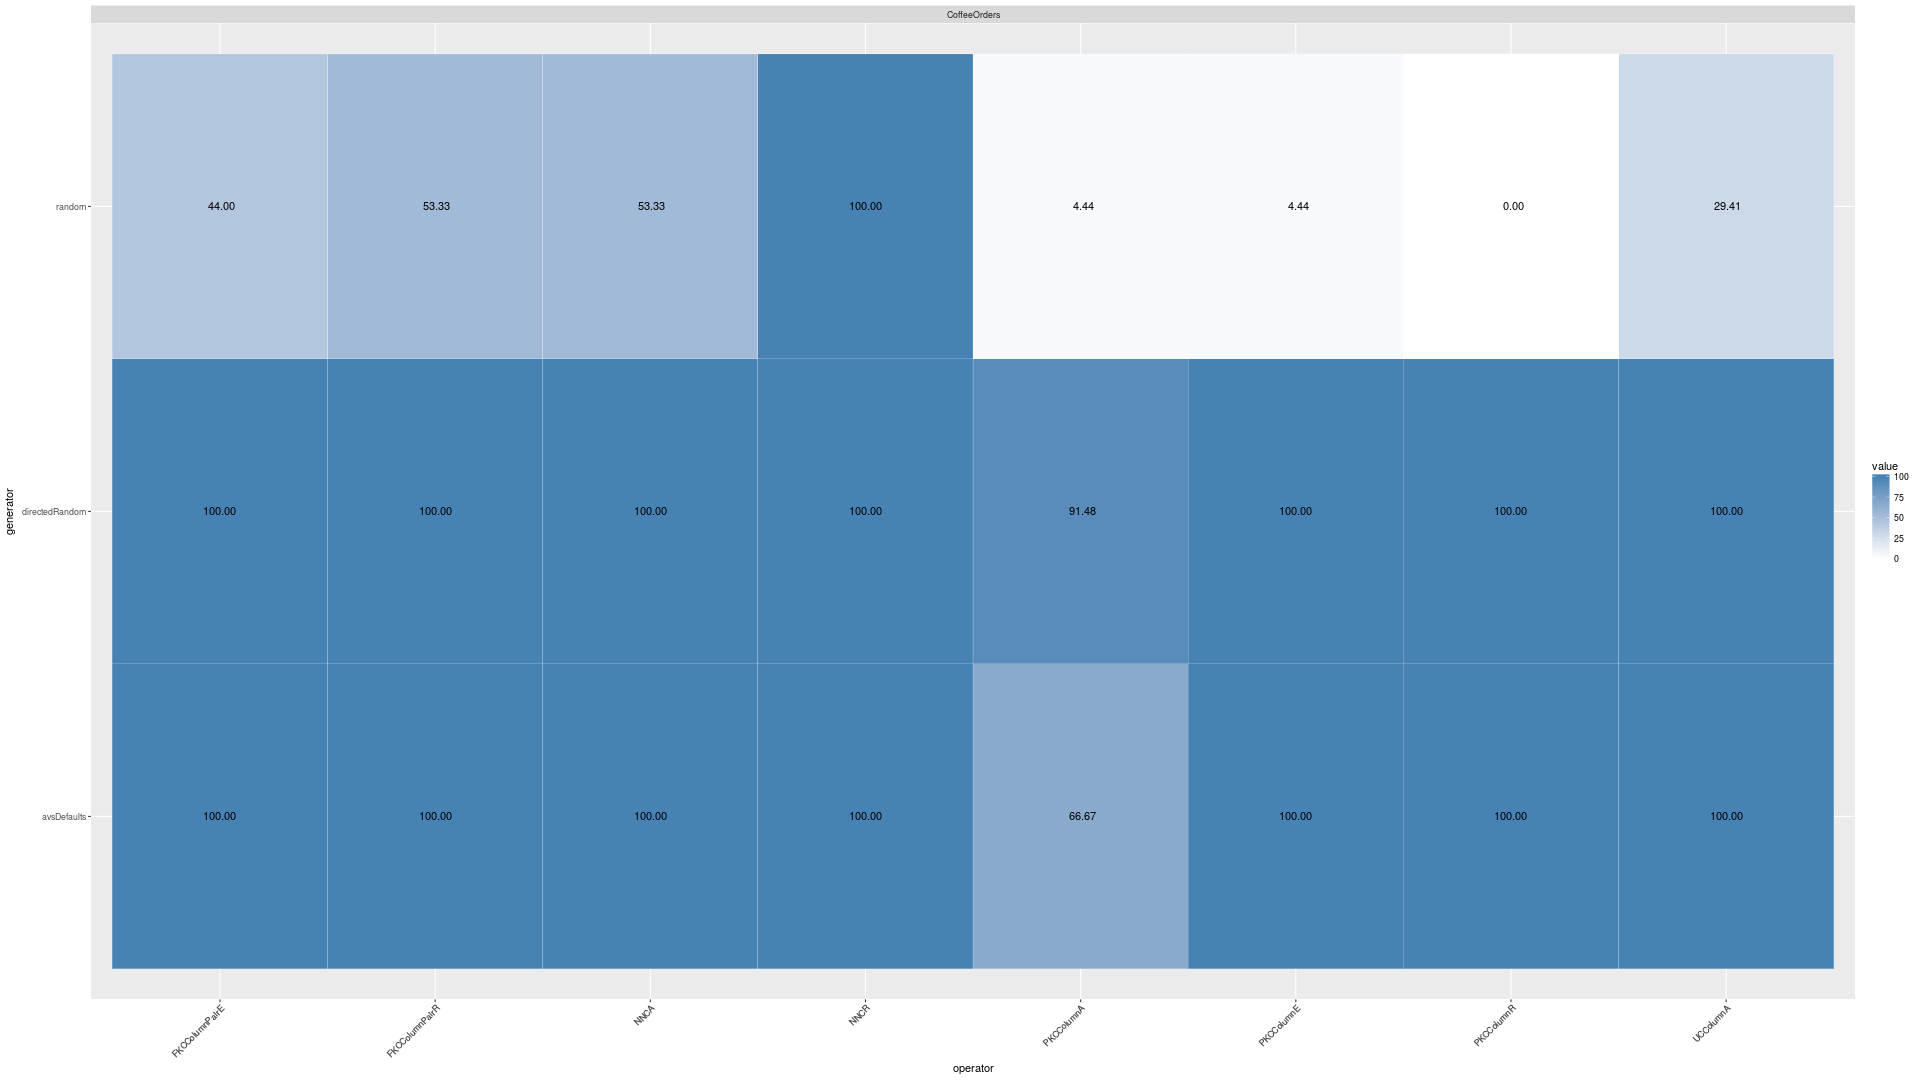 CoffeeOrders
random
44.00 53.33 53.33 100.00 4.44 4.44 0.00 29.41
directedRandom
100.00 100.00 100.00 100.00 91.48 100.00 100.00 100.00
avsDefaults
100.00 100.00 100.00 100.00 66.67 100.00 100.00 100.00
FKCColumnPairE FKCColumnPairR NNCA NNCR PKCColumnA PKCColumnE PKCColumnR UCColumnA
operator
generator
value
100
75
50
25
0